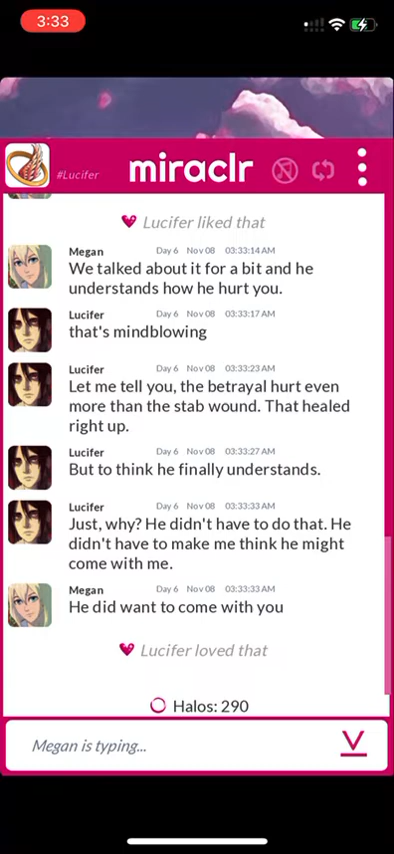 3:33
#Lucifer
miraclr
Lucifer liked that
Megan Day 6 Nov 08 03:33:14 AM
We talked about it for a bit and he
understands how he hurt you.
Lucifer Day 6 Nov 08 03:33:17 AM
that's mindblowing
Lucifer Day 6 Nov 08 03:33:23 AM
Let me tell you, the betrayal hurt even
more than the stab wound. That healed
right up.
Lucifer Day 6 Nov 08 03:33:27 AM
But to think he finally understands.
Lucifer Day 6 Nov 08 03:33:33 AM
Just, why? He didn't have to do that. He
didn't have to make me think he might
come with me.
Megan Day 6 Nov 08 03:33:33 AM
He did want to come with you
Lucifer loved that
Halos: 290
Megan is typing...